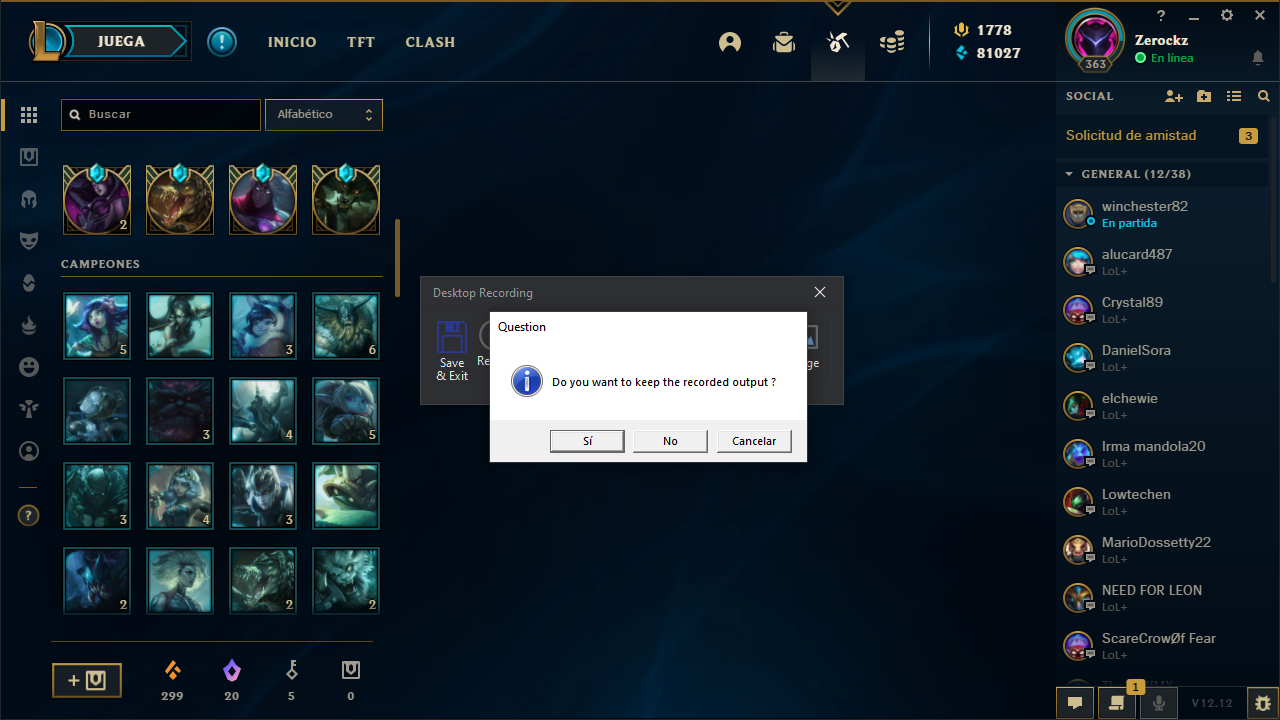 JUEGA
INICIO
TFT
CLASH
1778
81027
363
Zerockz
En línea
Buscar
Alfabético
2
CAMPEONES
5
3
6
3
4
5
3
4
3
2
2
2
299
20
5
0
Desktop Recording
Save
& Exit
Question
Do you want to keep the recorded output ?
Sí
No
Cancelar
SOCIAL
Solicitud de amistad
3
GENERAL (12/38)
winchester82
En partida
alucard487
LoL+
Crystal89
LoL+
DanielSora
LoL+
elchewie
LoL+
Irma mandola20
LoL+
Lowtechen
LoL+
MarioDossetty22
LoL+
NEED FOR LEON
LoL+
ScareCrowØf Fear
LoL+
1
V12.12